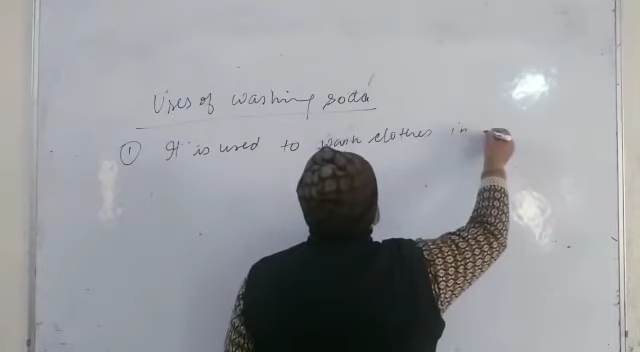 Uses of washing soda
① It is used to wash clothes in